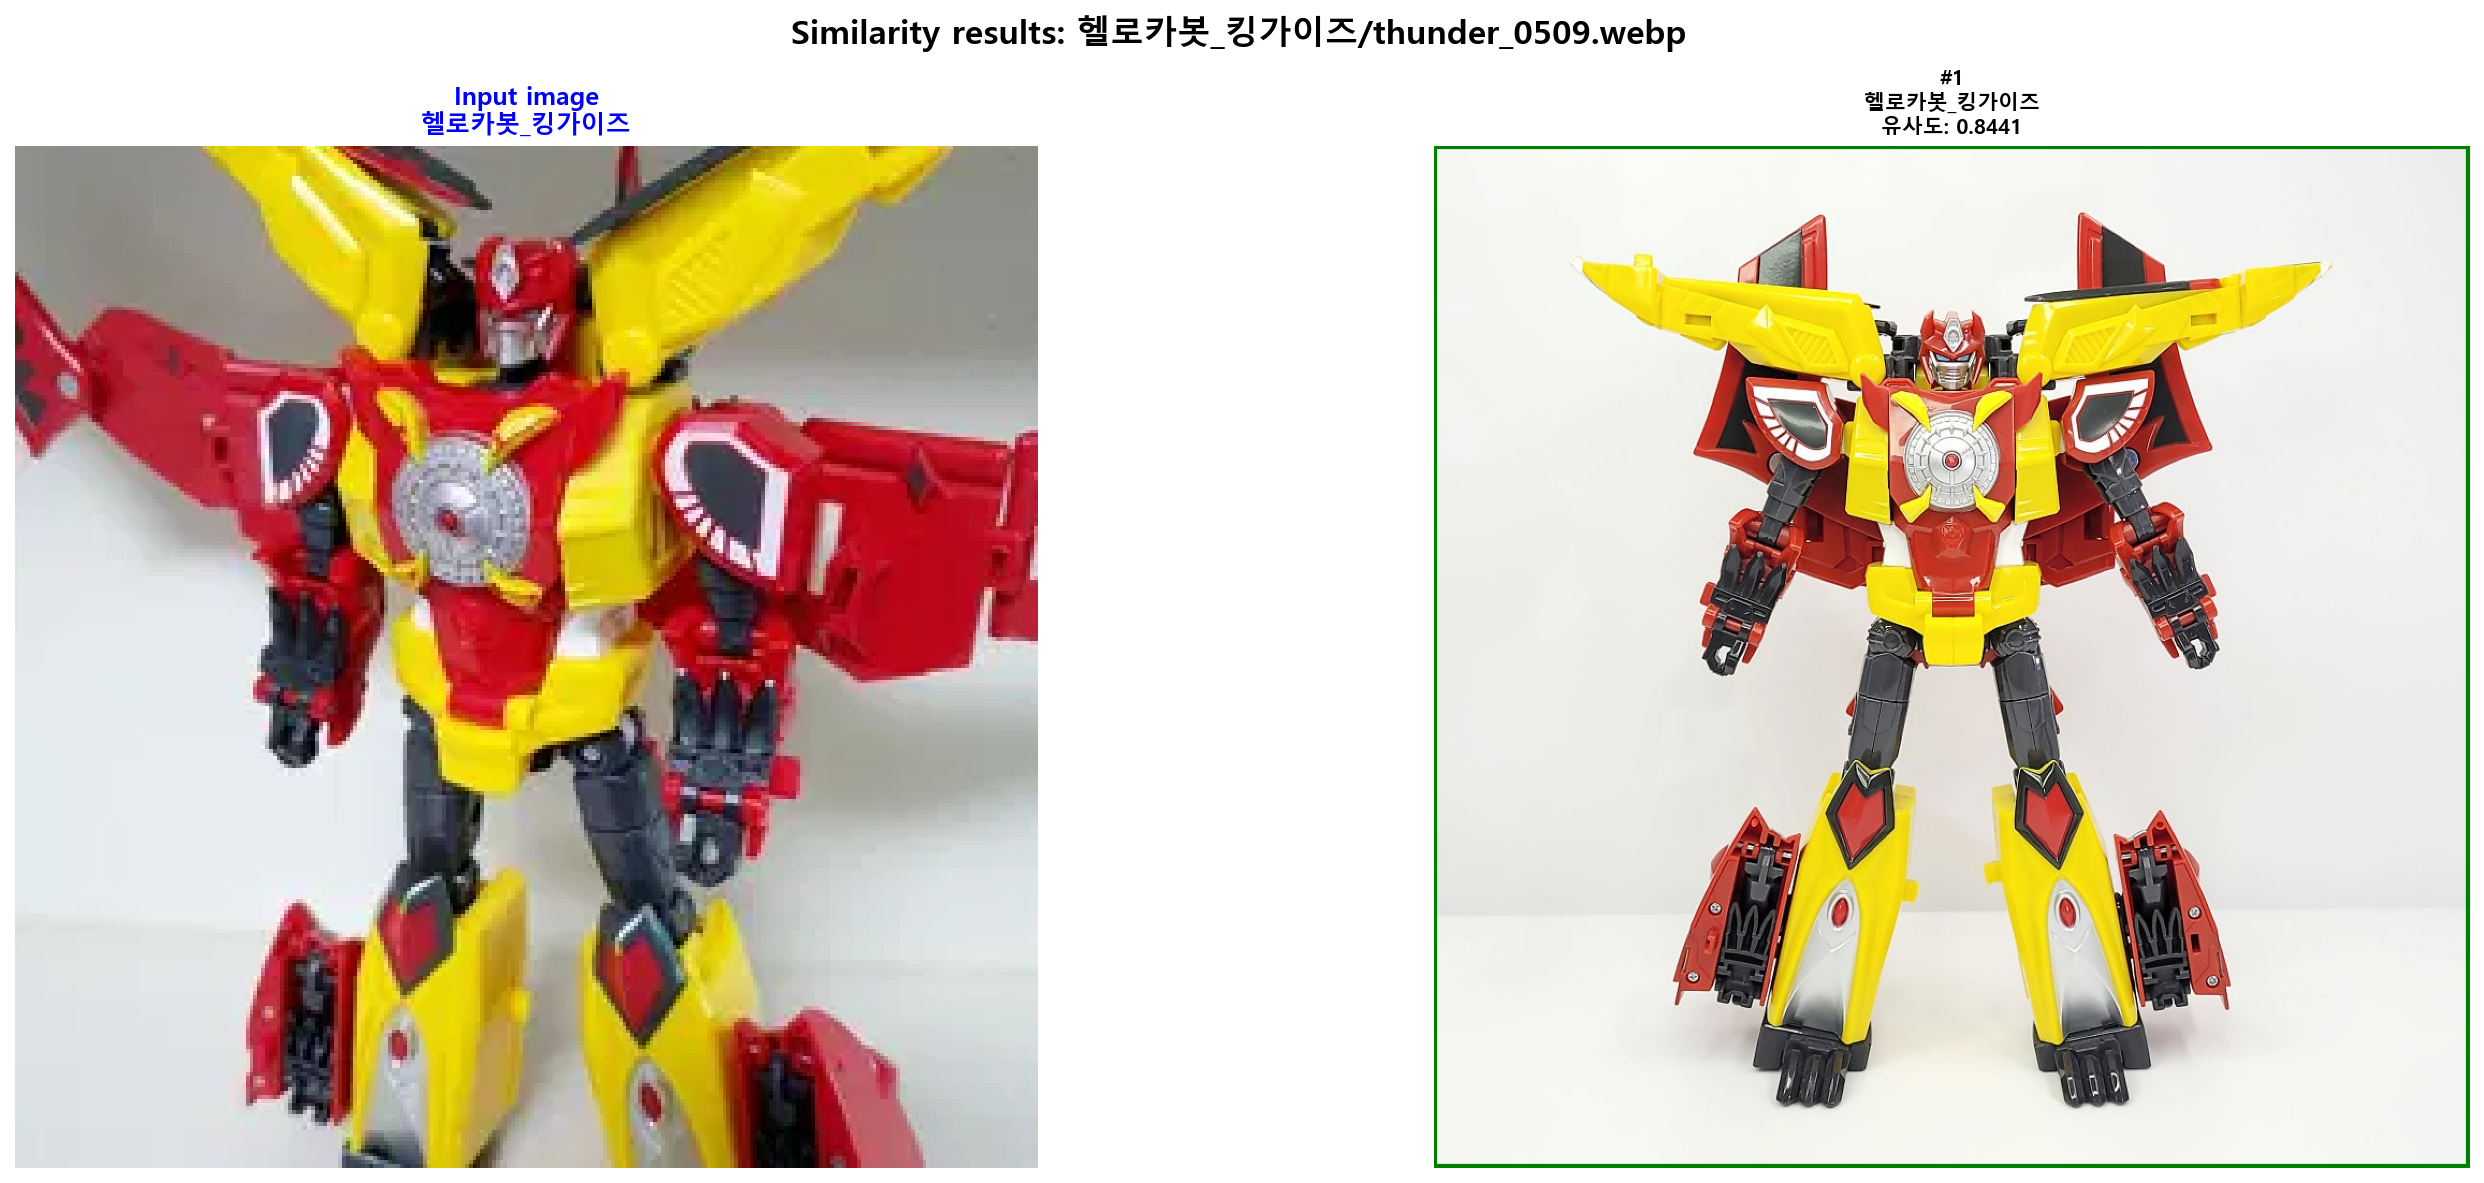 Similarity results: 헬로카봇_킹가이즈/thunder_0509.webp
Input image
헬로카봇_킹가이즈
#1
헬로카봇_킹가이즈
유사도: 0.8441